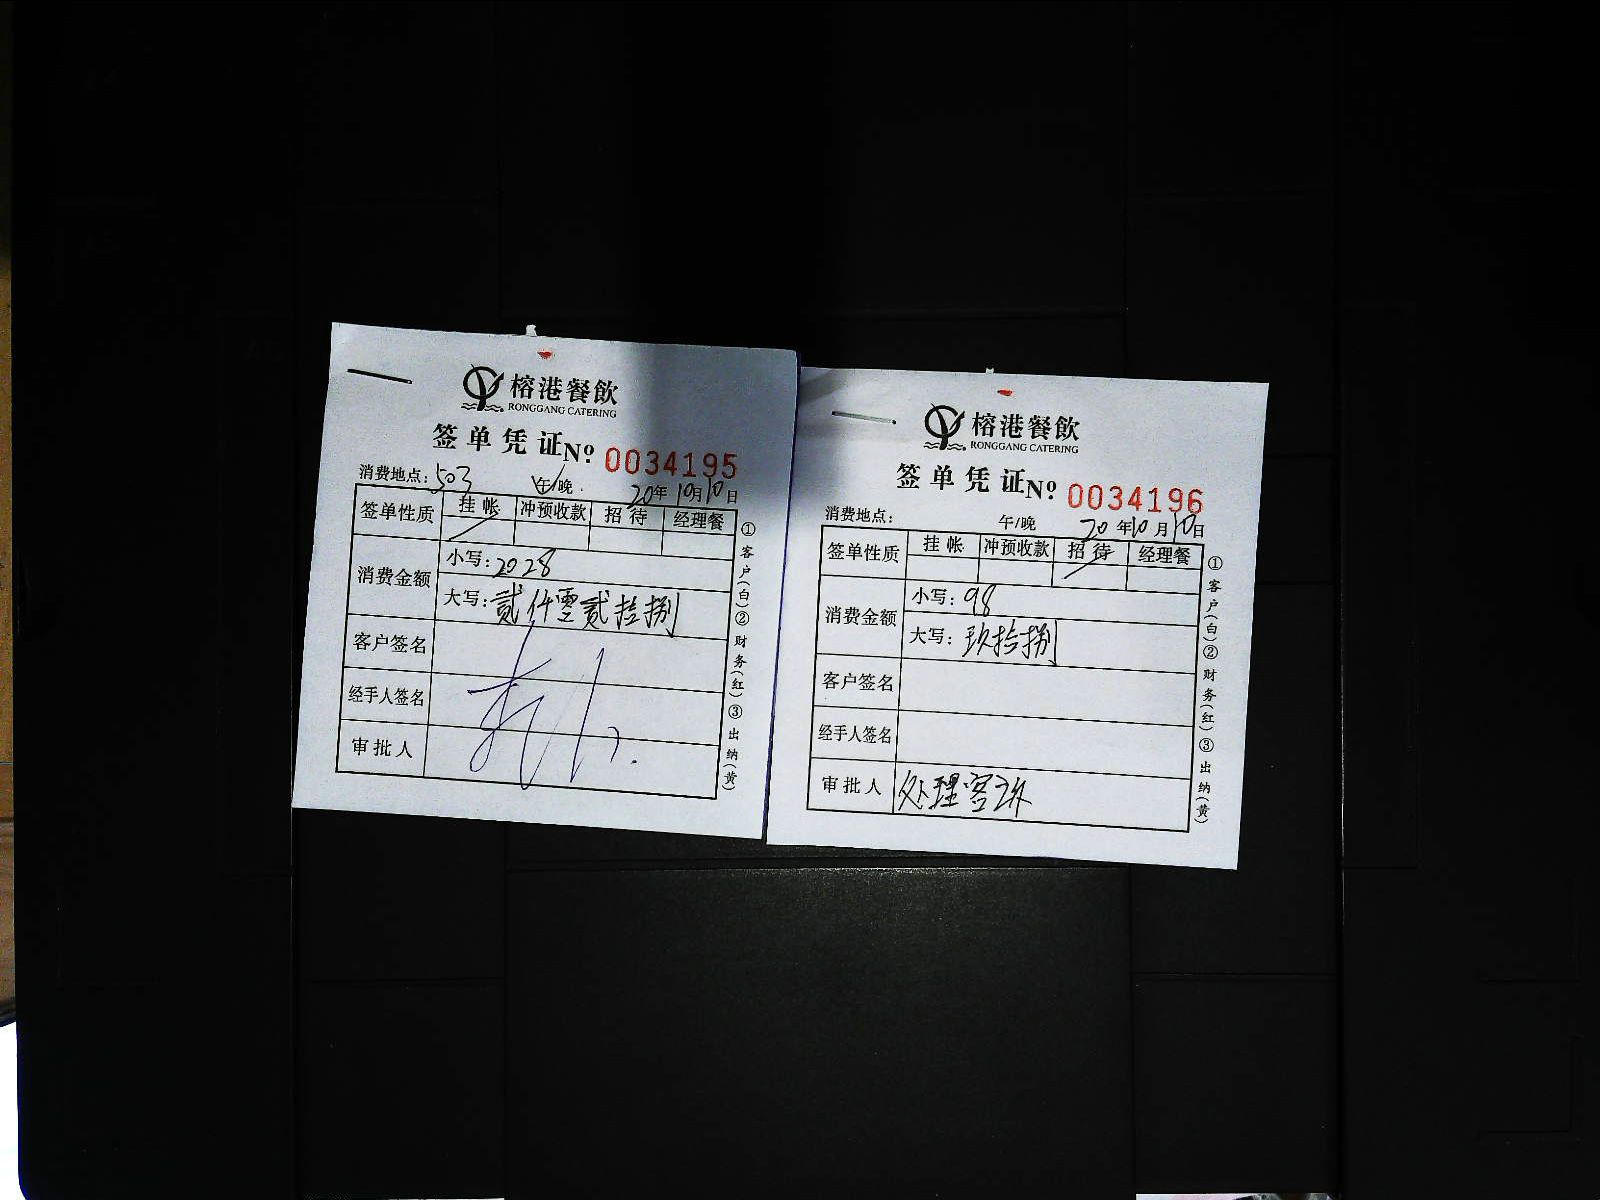 榕港餐飲
RONGGANG CATERING
签单凭证 Nº 0034195
消费地点: 503 午/晚 20年10月10日
签单性质 挂帐 冲预收款 招待 经理餐
消费金额 小写: 2028
大写: 贰仟零贰拾捌
客户签名
经手人签名
审批人
①客户(白)②财务(红)③出纳(黄)
榕港餐飲
RONGGANG CATERING
签单凭证 Nº 0034196
消费地点: 午/晚 20年10月10日
签单性质 挂帐 冲预收款 招待 经理餐
消费金额 小写: 98
大写: 玖拾捌
客户签名
经手人签名
审批人 处理客诉
①客户(白)②财务(红)③出纳(黄)